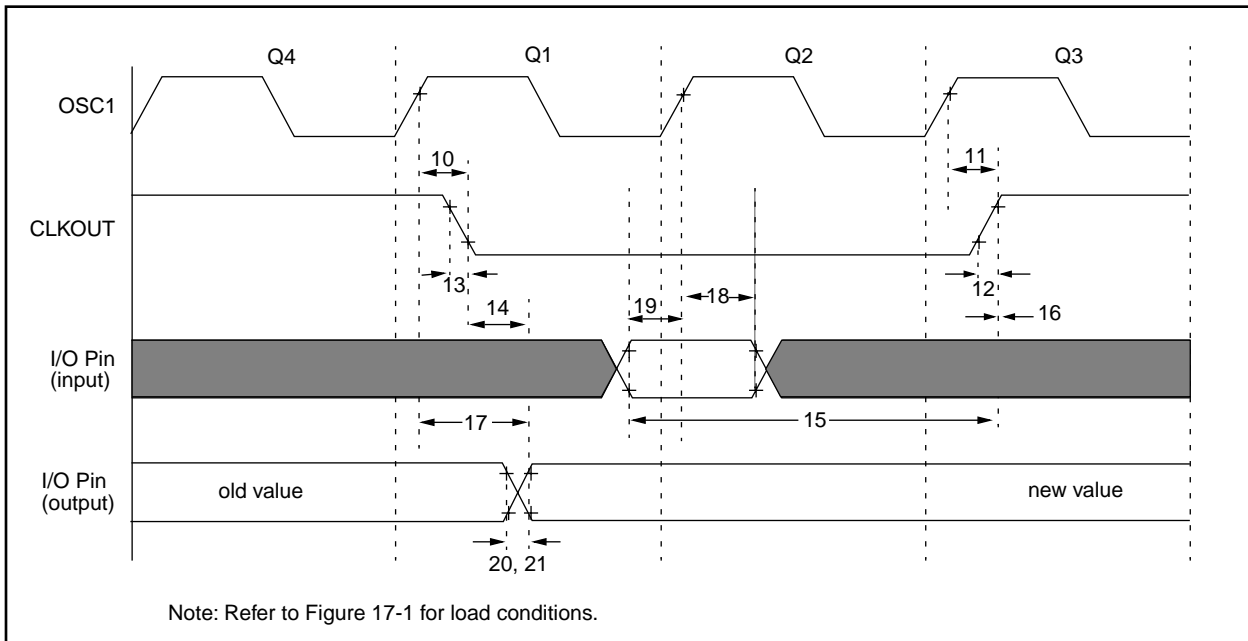 Q4 Q1 Q2 Q3
OSC1
10 11
CLKOUT
13 12
19 18
14 16
I/O Pin
(input)
17 15
I/O Pin
(output)
old value new value
20, 21
Note: Refer to Figure 17-1 for load conditions.